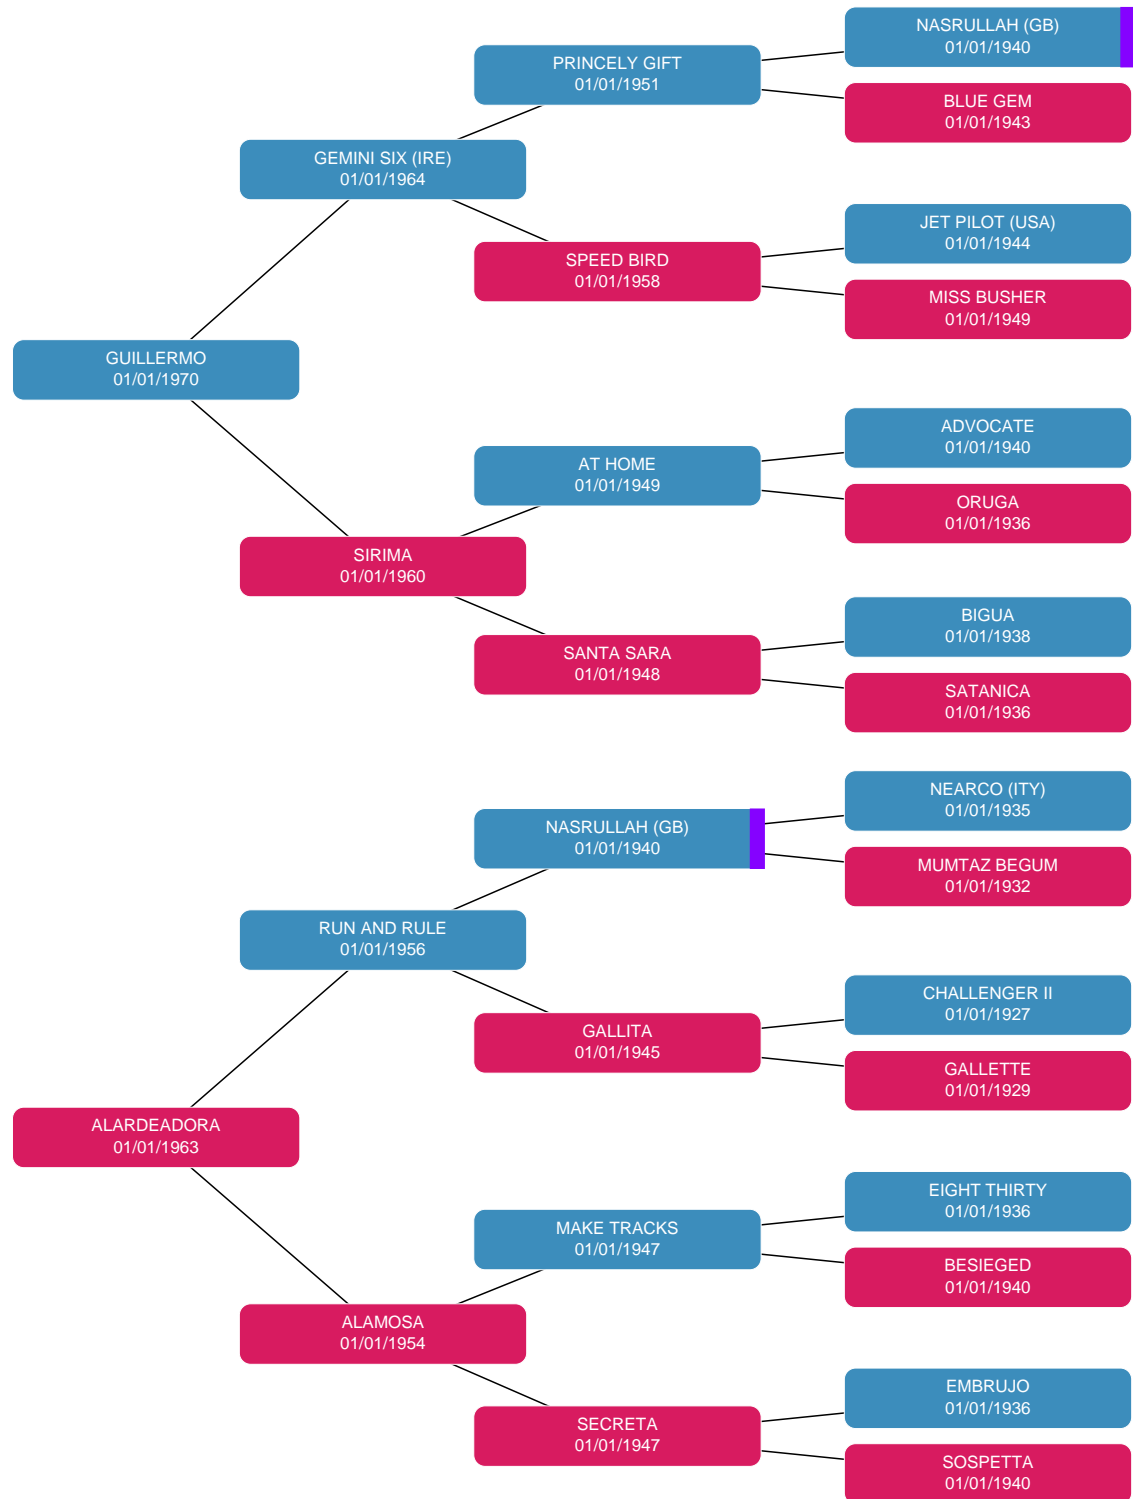 NASRULLAH (GB)
01/01/1940
PRINCELY GIFT
01/01/1951
BLUE GEM
01/01/1943
GEMINI SIX (IRE)
01/01/1964
JET PILOT (USA)
01/01/1944
SPEED BIRD
01/01/1958
MISS BUSHER
01/01/1949
GUILLERMO
01/01/1970
ADVOCATE
01/01/1940
AT HOME
01/01/1949
ORUGA
01/01/1936
SIRIMA
01/01/1960
BIGUA
01/01/1938
SANTA SARA
01/01/1948
SATANICA
01/01/1936
NEARCO (ITY)
01/01/1935
NASRULLAH (GB)
01/01/1940
MUMTAZ BEGUM
01/01/1932
RUN AND RULE
01/01/1956
CHALLENGER II
01/01/1927
GALLITA
01/01/1945
GALLETTE
01/01/1929
ALARDEADORA
01/01/1963
EIGHT THIRTY
01/01/1936
MAKE TRACKS
01/01/1947
BESIEGED
01/01/1940
ALAMOSA
01/01/1954
EMBRUJO
01/01/1936
SECRETA
01/01/1947
SOSPETTA
01/01/1940